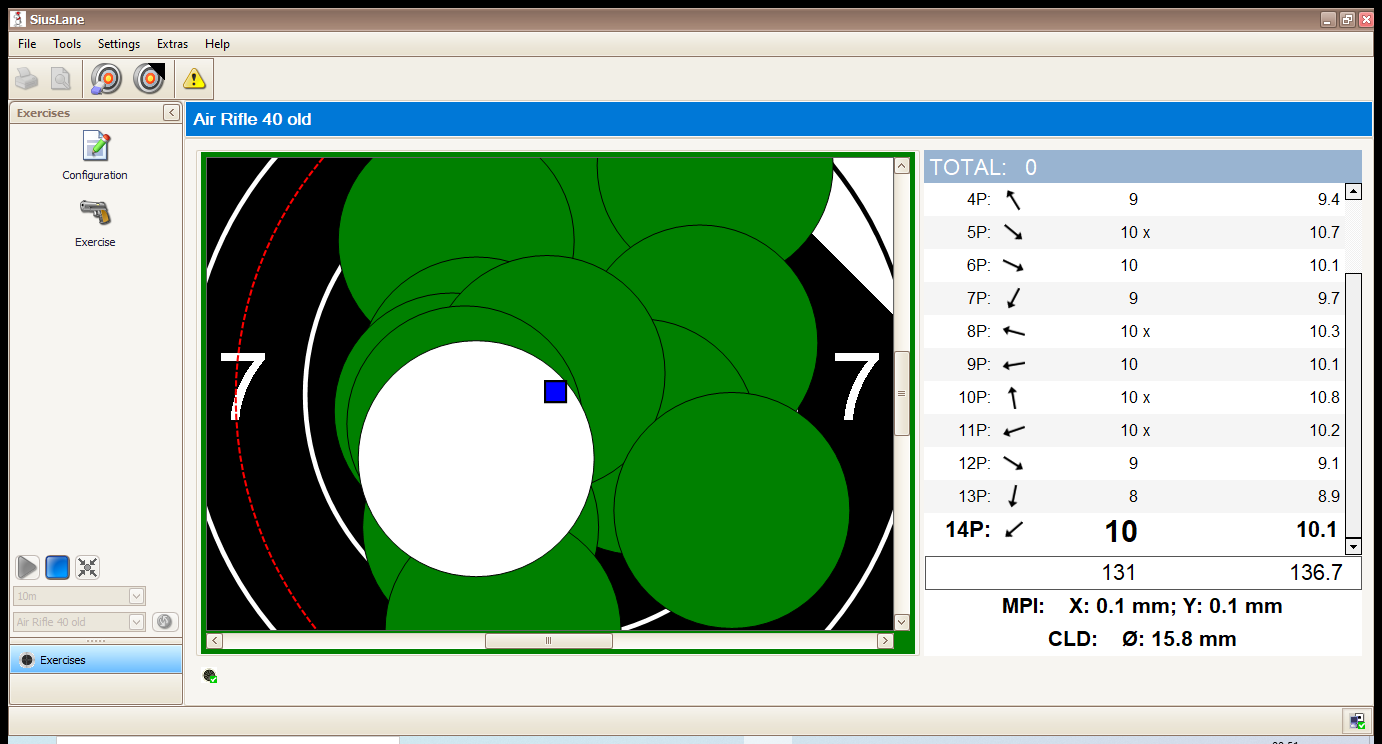 SiusLane
File Tools Settings Extras Help
Exercises
Configuration
Exercise
10m
Air Rifle 40 old
Exercises
Air Rifle 40 old
7 7
TOTAL: 0
4P: 9 9.4
5P: 10 x 10.7
6P: 10 10.1
7P: 9 9.7
8P: 10 x 10.3
9P: 10 10.1
10P: 10 x 10.8
11P: 10 x 10.2
12P: 9 9.1
13P: 8 8.9
14P: 10 10.1
131 136.7
MPI: X: 0.1 mm; Y: 0.1 mm
CLD: Ø: 15.8 mm